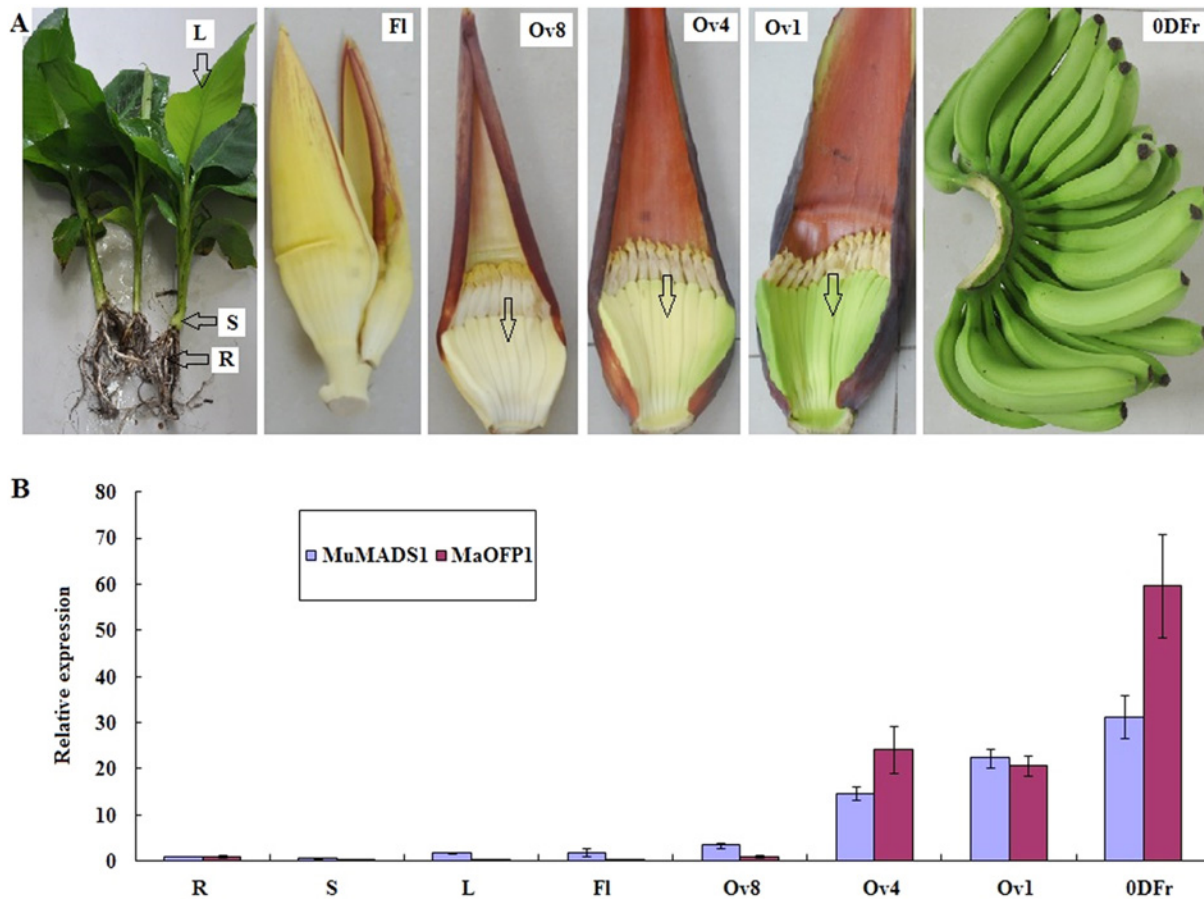 A
L
Fl
Ov8
Ov4
Ov1
0DFr
S
R
B
80
70
60
50
40
30
20
10
0
Relative expression
MuMADS1 MaOFP1
R S L Fl Ov8 Ov4 Ov1 0DFr